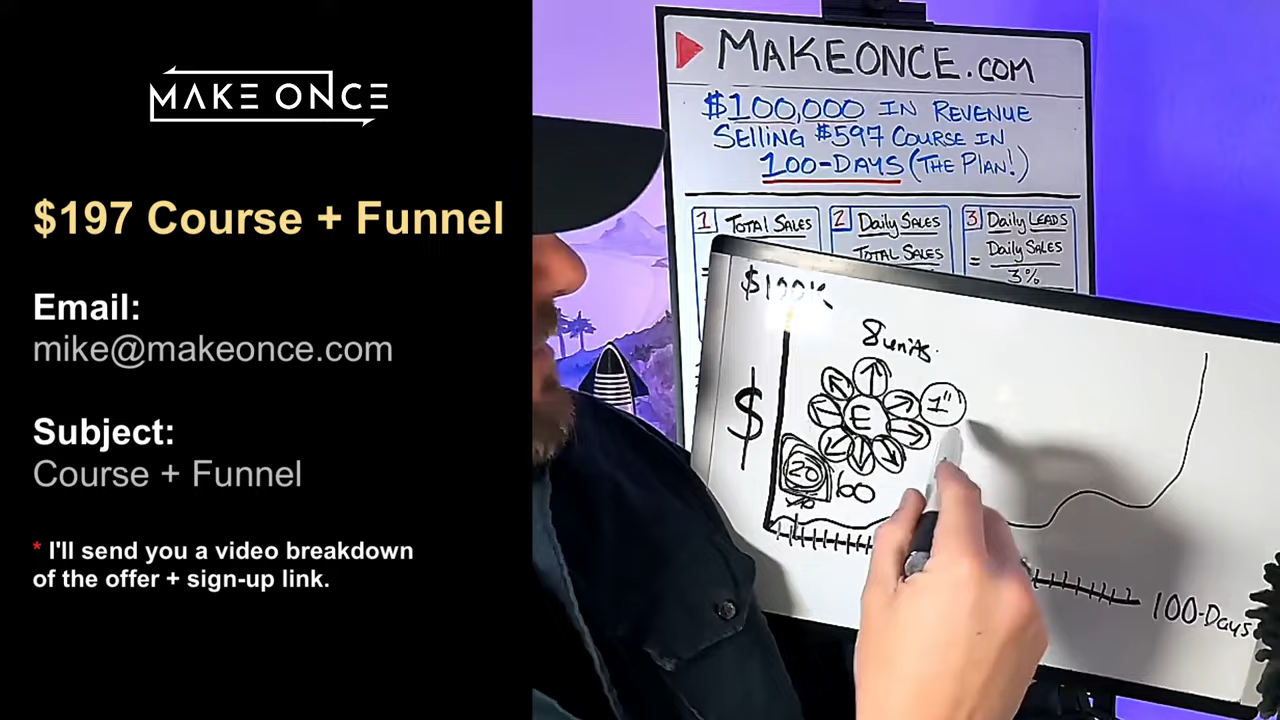 MAKE ONCE
$197 Course + Funnel
Email:
mike@makeonce.com
Subject:
Course + Funnel
* I'll send you a video breakdown
of the offer + sign-up link.
MAKEONCE.COM
$100,000 IN REVENUE
SELLING $597 COURSE IN
100-DAYS (THE PLAN!)
1 TOTAL SALES
2 Daily SALES
TOTAL SALES
3 Daily LEADS
Daily SALES
= 3%
$100K
8 units.
$
E
1"
20
60
100-Days